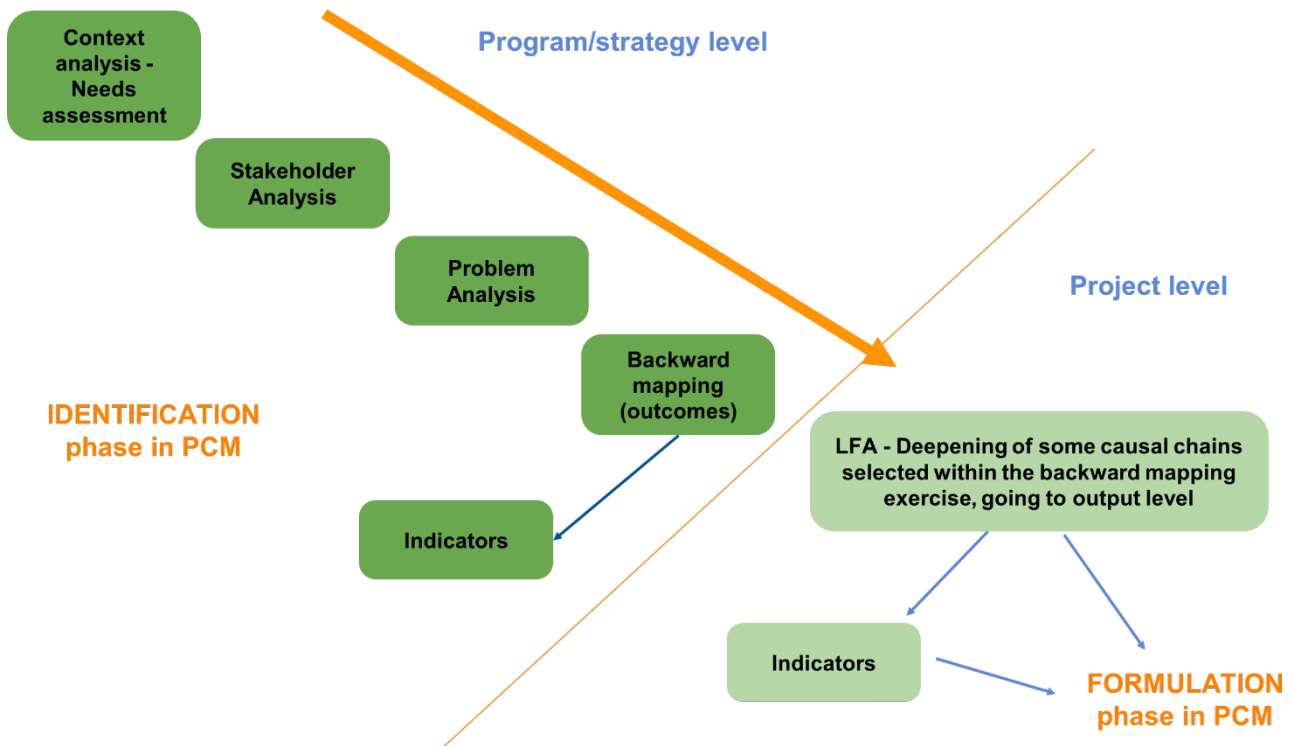 Context
analysis -
Needs
assessment
Program/strategy level
Stakeholder
Analysis
Problem
Analysis
Project level
Backward
mapping
(outcomes)
IDENTIFICATION
phase in PCM
LFA - Deepening of some causal chains
selected within the backward mapping
exercise, going to output level
Indicators
Indicators
FORMULATION
phase in PCM